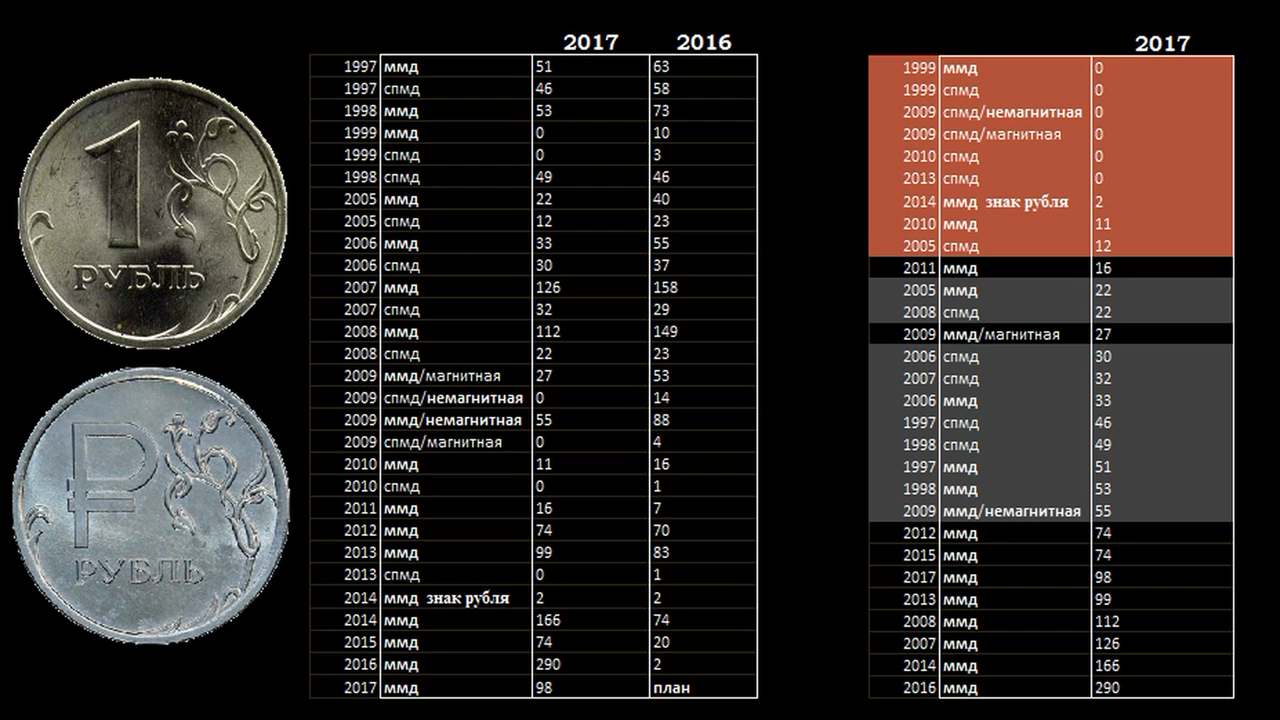 1
РУБЛЬ
РУБЛЬ
2017 2016
1997 ммд 51 63
1997 спмд 46 58
1998 ммд 53 73
1999 ммд 0 10
1999 спмд 0 3
1998 спмд 49 46
2005 ммд 22 40
2005 спмд 12 23
2006 ммд 33 55
2006 спмд 30 37
2007 ммд 126 158
2007 спмд 32 29
2008 ммд 112 149
2008 спмд 22 23
2009 ммд/магнитная 27 53
2009 спмд/немагнитная 0 14
2009 ммд/немагнитная 55 88
2009 спмд/магнитная 0 4
2010 ммд 11 16
2010 спмд 0 1
2011 ммд 16 7
2012 ммд 74 70
2013 ммд 99 83
2013 спмд 0 1
2014 ммд знак рубля 2 2
2014 ммд 166 74
2015 ммд 74 20
2016 ммд 290 2
2017 ммд 98 план
2017
1999 ммд 0
1999 спмд 0
2009 спмд/немагнитная 0
2009 спмд/магнитная 0
2010 спмд 0
2013 спмд 0
2014 ммд знак рубля 2
2010 ммд 11
2005 спмд 12
2011 ммд 16
2005 ммд 22
2008 спмд 22
2009 ммд/магнитная 27
2006 спмд 30
2007 спмд 32
2006 ммд 33
1997 спмд 46
1998 спмд 49
1997 ммд 51
1998 ммд 53
2009 ммд/немагнитная 55
2012 ммд 74
2015 ммд 74
2017 ммд 98
2013 ммд 99
2008 ммд 112
2007 ммд 126
2014 ммд 166
2016 ммд 290